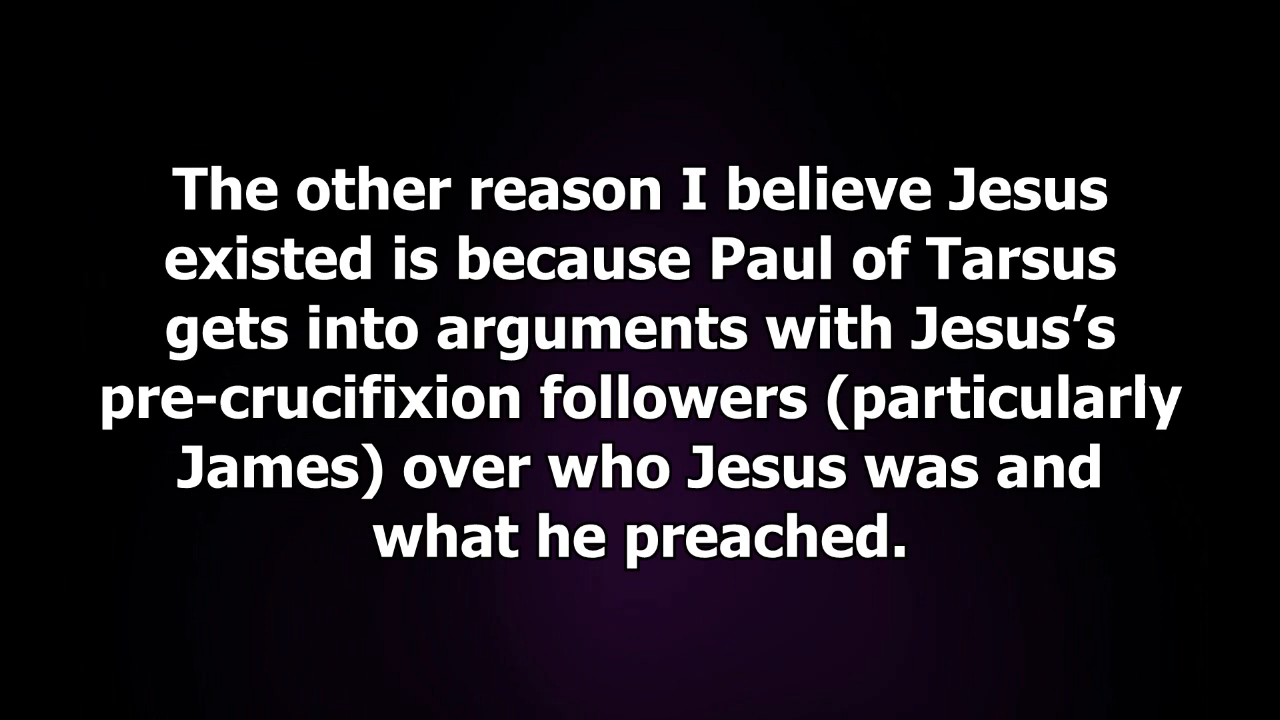 The other reason I believe Jesus
existed is because Paul of Tarsus
gets into arguments with Jesus’s
pre-crucifixion followers (particularly
James) over who Jesus was and
what he preached.